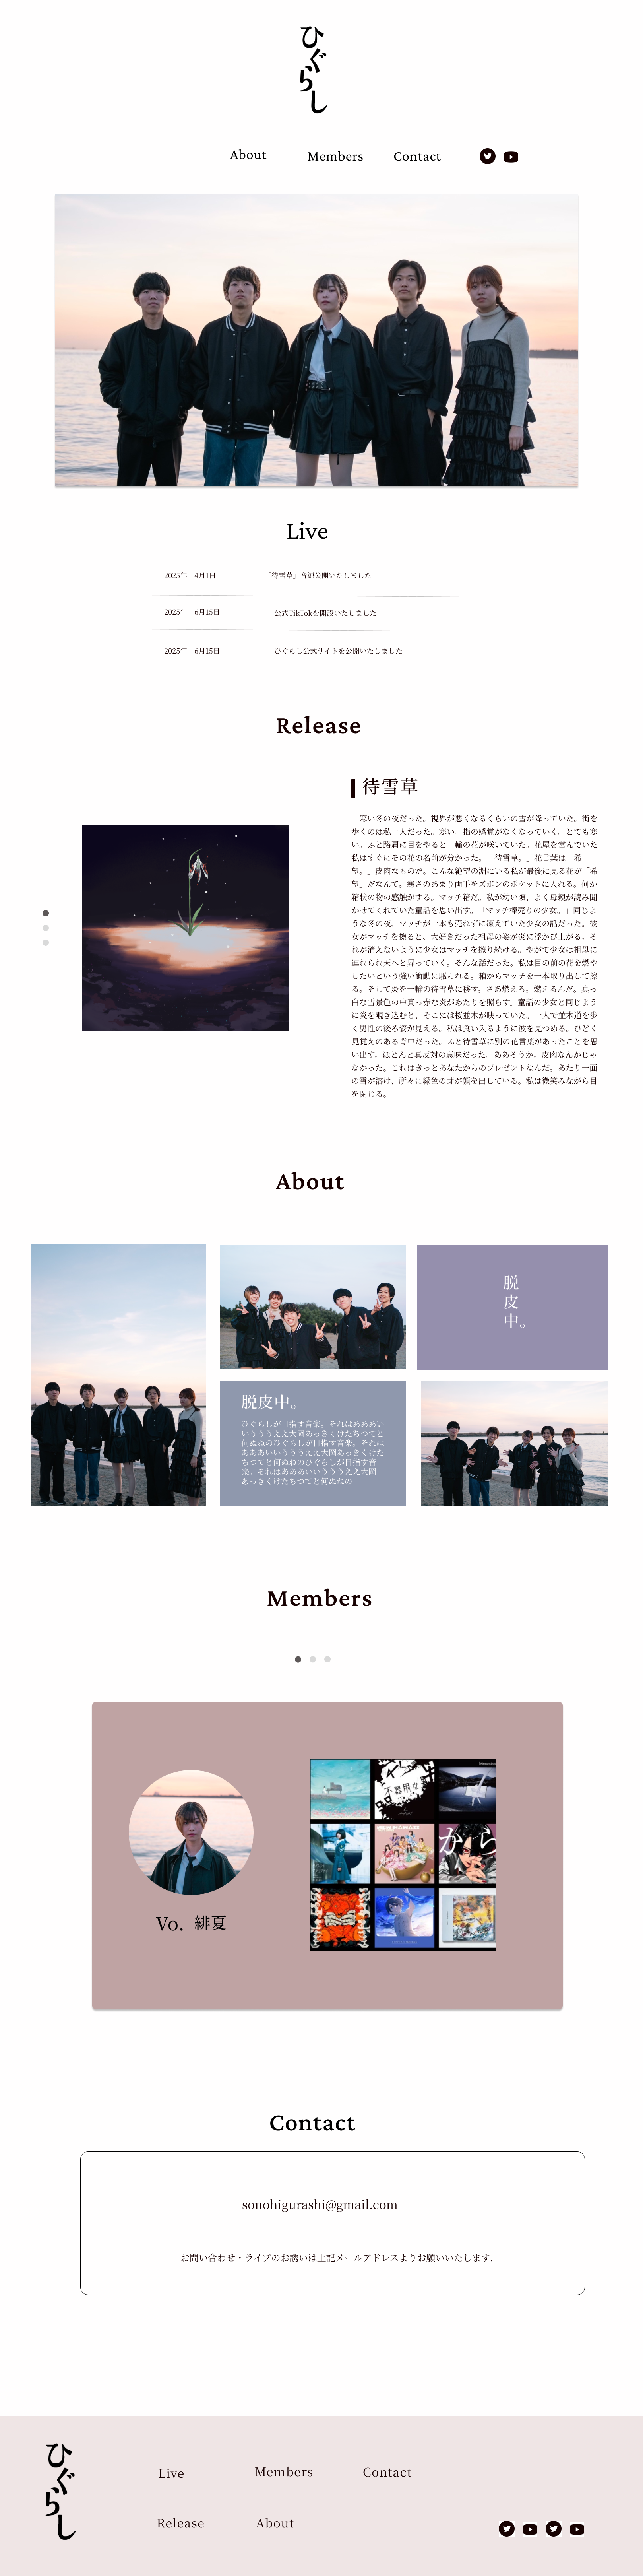 ひぐらし
About Members Contact
Live
2025年 4月1日 「待雪草」音源公開いたしました
2025年 6月15日 公式TikTokを開設いたしました
2025年 6月15日 ひぐらし公式サイトを公開いたしました
Release
待雪草
寒い冬の夜だった。視界が悪くなるくらいの雪が降っていた。街を
歩くのは私一人だった。寒い。指の感覚がなくなっていく。とても寒
い。ふと路肩に目をやると一輪の花が咲いていた。花屋を営んでいた
私はすぐにその花の名前が分かった。「待雪草。」花言葉は「希
望。」皮肉なものだ。こんな絶望の淵にいる私が最後に見る花が「希
望」だなんて。寒さのあまり両手をズボンのポケットに入れる。何か
箱状の物の感触がする。マッチ箱だ。私が幼い頃、よく母親が読み聞
かせてくれていた童話を思い出す。「マッチ棒売りの少女。」同じよ
うな冬の夜、マッチが一本も売れずに凍えていた少女の話だった。彼
女がマッチを擦ると、大好きだった祖母の姿が炎に浮かび上がる。そ
れが消えないように少女はマッチを擦り続ける。やがて少女は祖母に
連れられ天へと昇っていく。そんな話だった。私は目の前の花を燃や
したいという強い衝動に駆られる。箱からマッチを一本取り出して擦
る。そして炎を一輪の待雪草に移す。さあ燃えろ。燃えるんだ。真っ
白な雪景色の中真っ赤な炎があたりを照らす。童話の少女と同じよう
に炎を覗き込むと、そこには桜並木が映っていた。一人で並木道を歩
く男性の後ろ姿が見える。私は食い入るように彼を見つめる。ひどく
見覚えのある背中だった。ふと待雪草に別の花言葉があったことを思
い出す。ほとんど真反対の意味だった。ああそうか。皮肉なんかじゃ
なかった。これはきっとあなたからのプレゼントなんだ。あたり一面
の雪が溶け、所々に緑色の芽が顔を出している。私は微笑みながら目
を閉じる。
About
脱皮中。
脱皮中。
ひぐらしが目指す音楽。それはあああい
いうううええ大岡あっきくけたちつてと
何ぬねのひぐらしが目指す音楽。それは
あああいいうううええ大岡あっきくけた
ちつてと何ぬねのひぐらしが目指す音
楽。それはあああいいうううええ大岡
あっきくけたちつてと何ぬねの
Members
不器用な
から
Vo. 緋夏
Contact
sonohigurashi@gmail.com
お問い合わせ・ライブのお誘いは上記メールアドレスよりお願いいたします.
ひぐらし
Live Members Contact
Release About